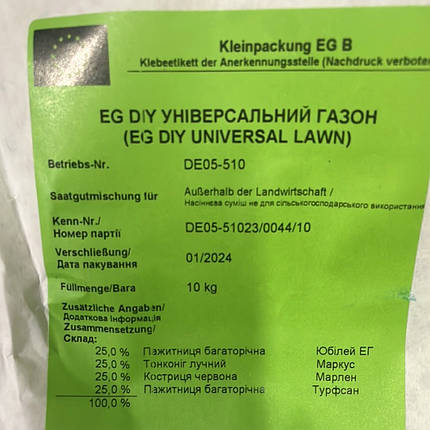 Kleinpackung EG B
Klebeetikett der Anerkennungsstelle (Nachdruck verboten
EG DIY УНІВЕРСАЛЬНИЙ ГАЗОН
(EG DIY UNIVERSAL LAWN)
Betriebs-Nr. DE05-510
Saatgutmischung für Außerhalb der Landwirtschaft /
Насіннева суміш не для сільськогосподарського використання
Kenn-Nr./
Номер партії DE05-51023/0044/10
Verschließung/
Дата пакування 01/2024
Füllmenge/Вага 10 kg
Zusätzliche Angaben/
Додаткова Інформація
Zusammensetzung/
Склад:
25,0 % Пажитниця багаторічна Юбілей ЕГ
25,0 % Тонконіг лучний Маркус
25,0 % Костриця червона Марлен
25,0 % Пажитниця багаторічна Турфсан
100,0 %